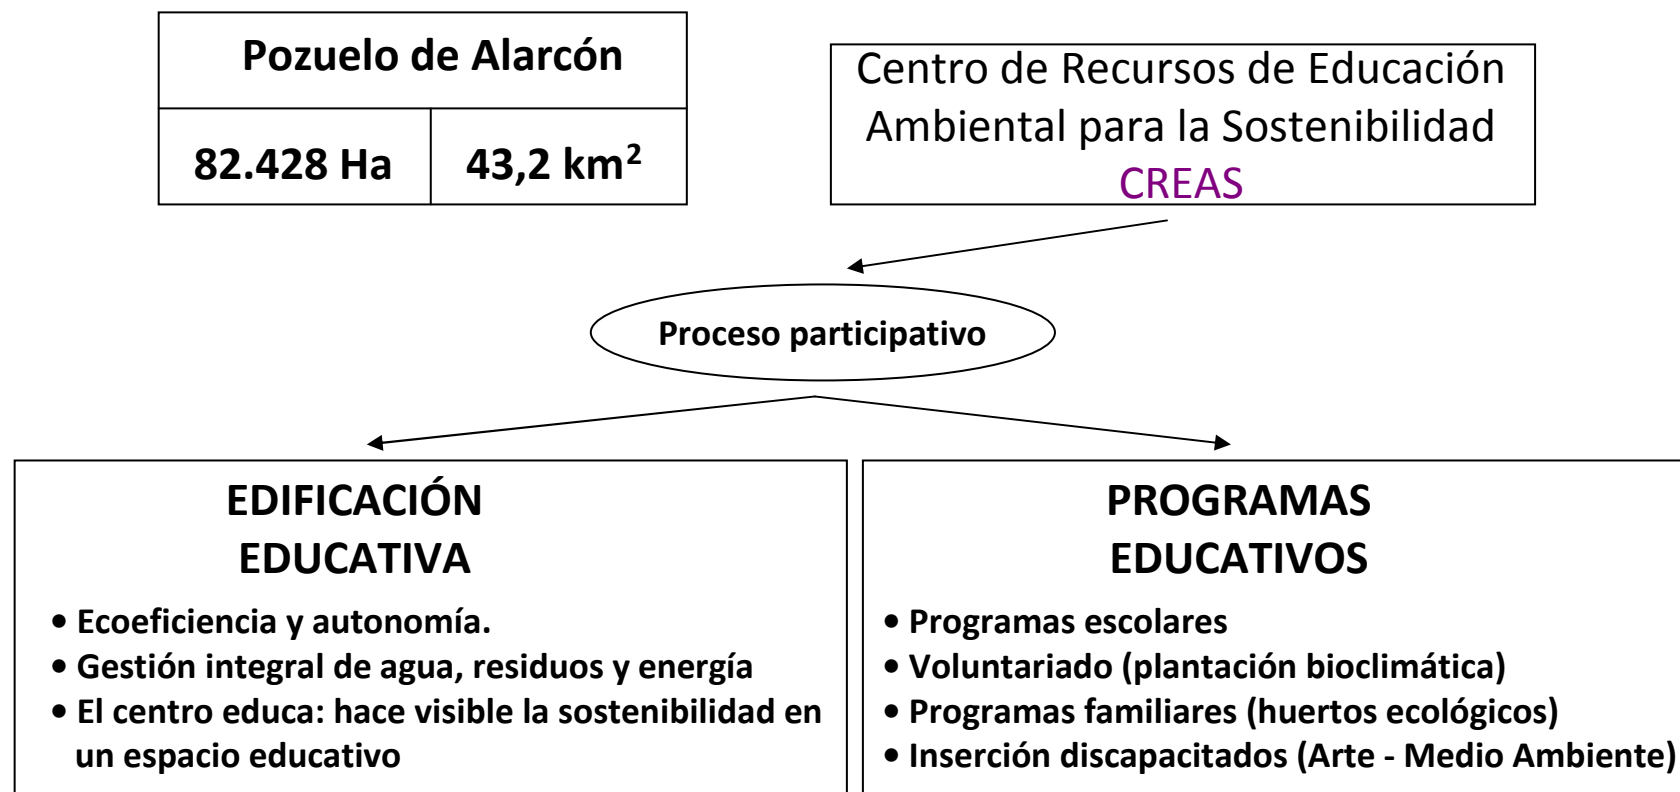 Pozuelo de Alarcón
82.428 Ha
43,2 km²
Centro de Recursos de Educación
Ambiental para la Sostenibilidad
CREAS
Proceso participativo
EDIFICACIÓN
EDUCATIVA
• Ecoeficiencia y autonomía.
• Gestión integral de agua, residuos y energía
• El centro educa: hace visible la sostenibilidad en
un espacio educativo
PROGRAMAS
EDUCATIVOS
• Programas escolares
• Voluntariado (plantación bioclimática)
• Programas familiares (huertos ecológicos)
• Inserción discapacitados (Arte - Medio Ambiente)